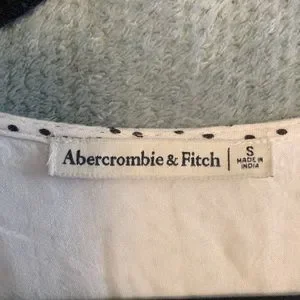 Abercrombie & Fitch
S
MADE IN
INDIA